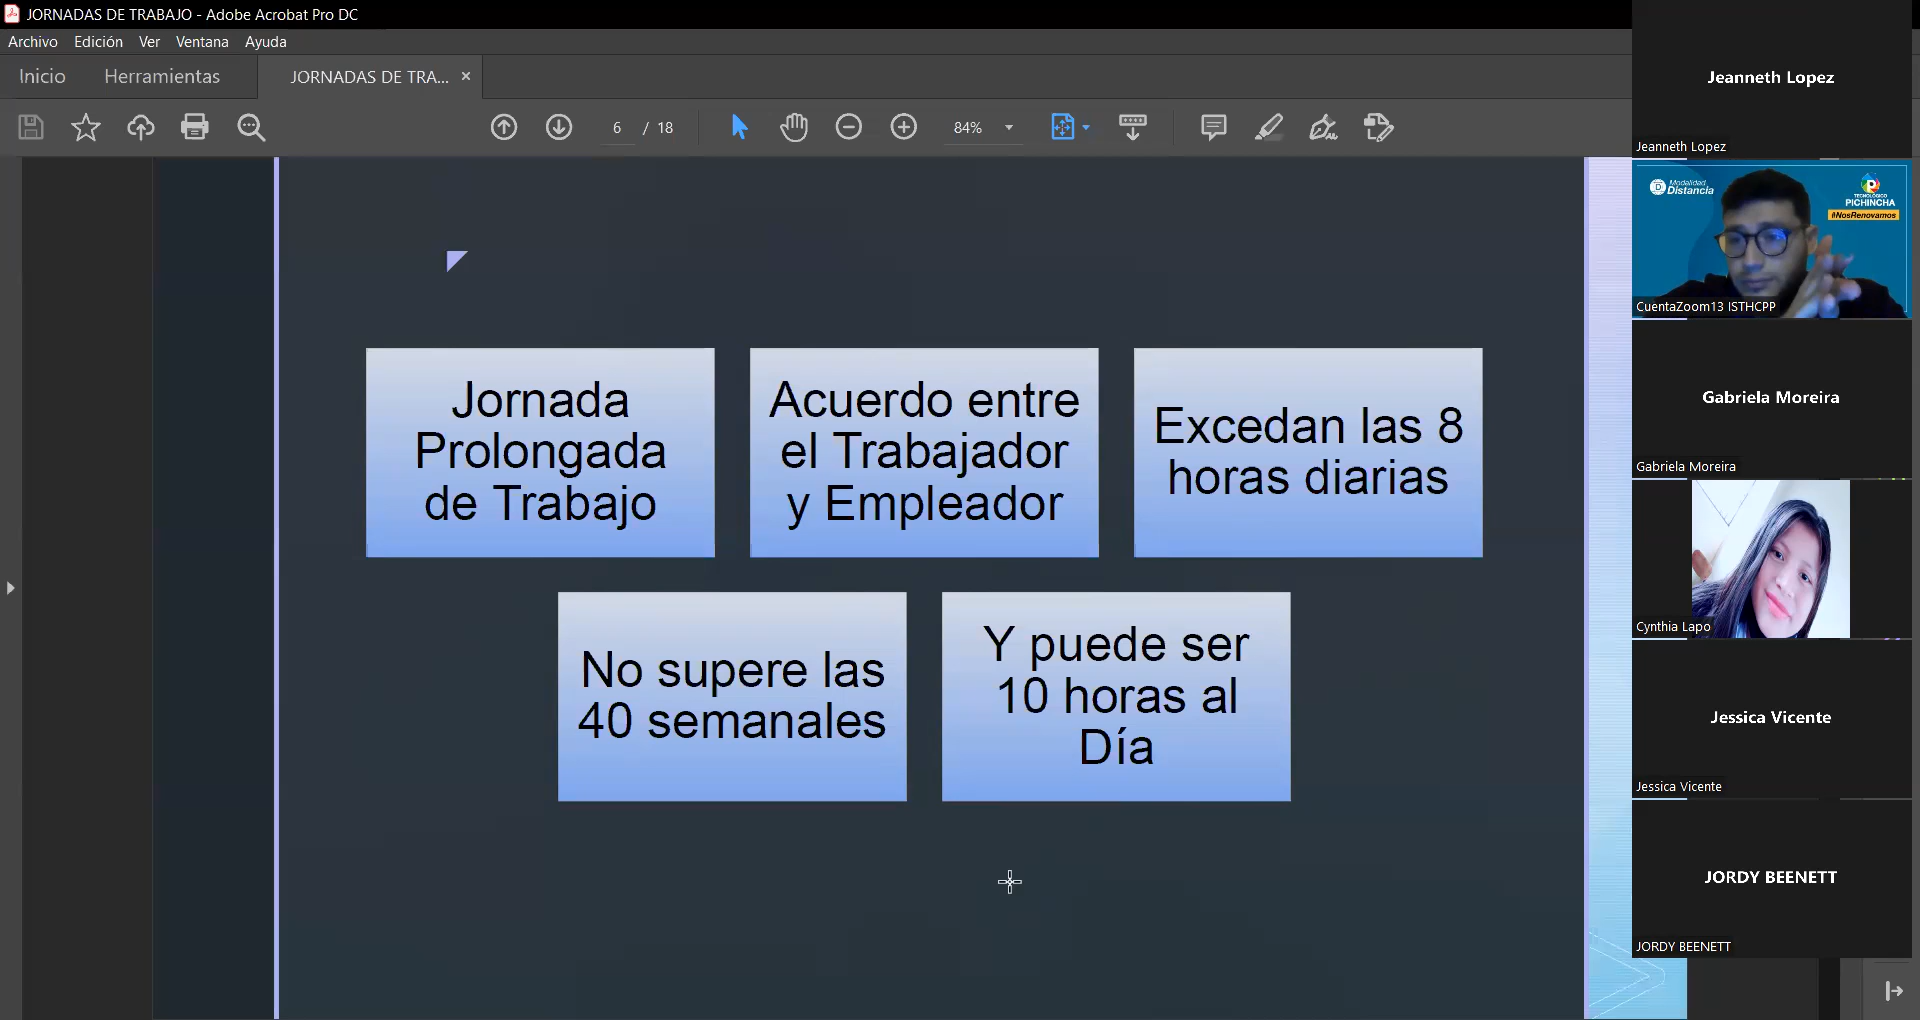 JORNADAS DE TRABAJO - Adobe Acrobat Pro DC
Archivo Edición Ver Ventana Ayuda
Inicio Herramientas JORNADAS DE TRA... ×
6 / 18 84%
Jornada
Prolongada
de Trabajo
Acuerdo entre
el Trabajador
y Empleador
Excedan las 8
horas diarias
No supere las
40 semanales
Y puede ser
10 horas al
Día
Jeanneth Lopez
Jeanneth Lopez
Modalidad
Distancia
TECNOLÓGICO
PICHINCHA
#NosRenovamos
CuentaZoom13 ISTHCPP
Gabriela Moreira
Gabriela Moreira
Cynthia Lapo
Jessica Vicente
Jessica Vicente
JORDY BEENETT
JORDY BEENETT